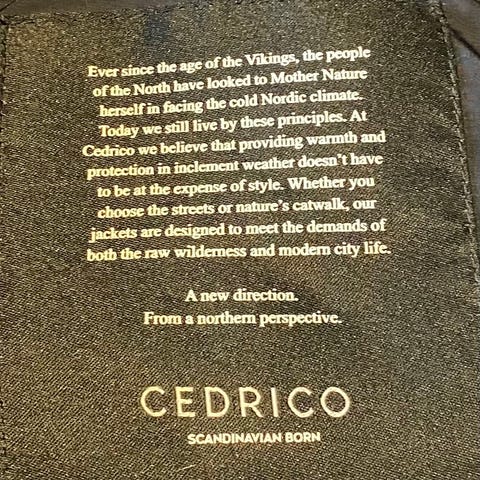 Ever since the age of the Vikings, the people
of the North have looked to Mother Nature
herself in facing the cold Nordic climate.
Today we still live by these principles. At
Cedrico we believe that providing warmth and
protection in inclement weather doesn't have
to be at the expense of style. Whether you
choose the streets or nature's catwalk, our
jackets are designed to meet the demands of
both the raw wilderness and modern city life.
A new direction.
From a northern perspective.
CEDRICO
SCANDINAVIAN BORN